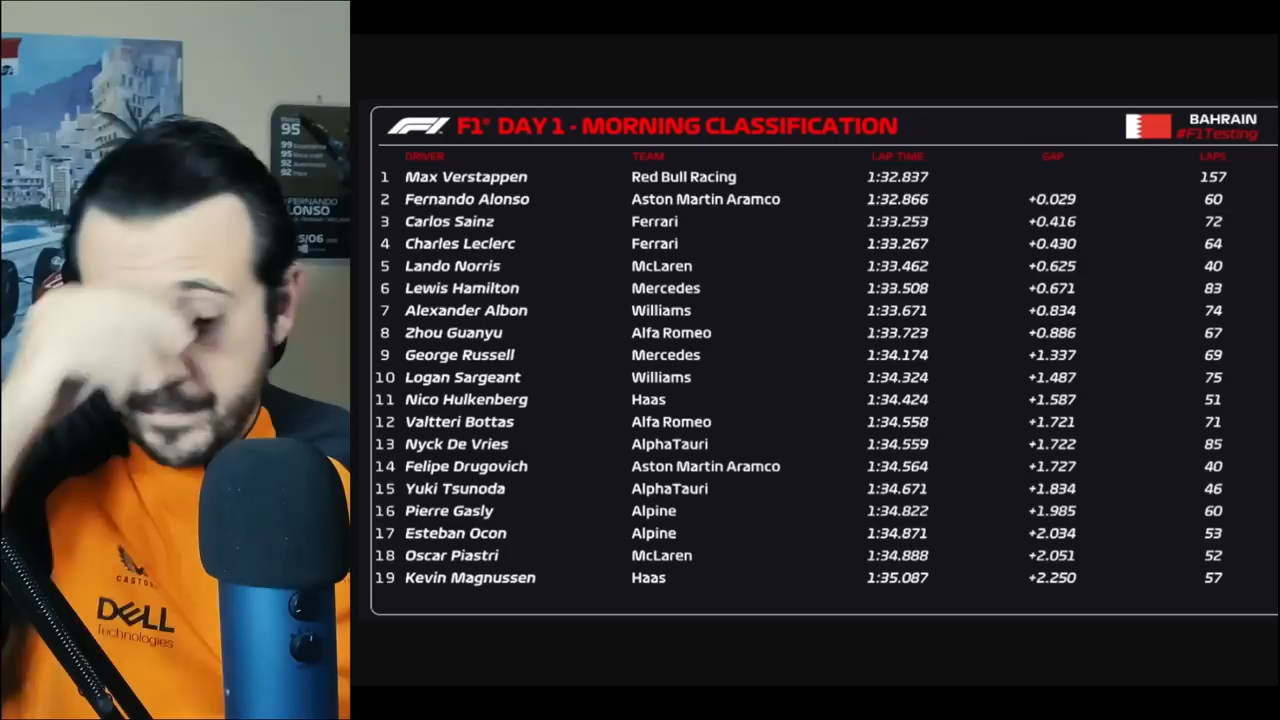 95
99
95
92
92
FERNANDO
LONSO
CASTROL
DELL
Technologies
F1 F1® DAY 1 - MORNING CLASSIFICATION
BAHRAIN
#F1Testing
DRIVER TEAM LAP TIME GAP LAPS
1 Max Verstappen Red Bull Racing 1:32.837 157
2 Fernando Alonso Aston Martin Aramco 1:32.866 +0.029 60
3 Carlos Sainz Ferrari 1:33.253 +0.416 72
4 Charles Leclerc Ferrari 1:33.267 +0.430 64
5 Lando Norris McLaren 1:33.462 +0.625 40
6 Lewis Hamilton Mercedes 1:33.508 +0.671 83
7 Alexander Albon Williams 1:33.671 +0.834 74
8 Zhou Guanyu Alfa Romeo 1:33.723 +0.886 67
9 George Russell Mercedes 1:34.174 +1.337 69
10 Logan Sargeant Williams 1:34.324 +1.487 75
11 Nico Hulkenberg Haas 1:34.424 +1.587 51
12 Valtteri Bottas Alfa Romeo 1:34.558 +1.721 71
13 Nyck De Vries AlphaTauri 1:34.559 +1.722 85
14 Felipe Drugovich Aston Martin Aramco 1:34.564 +1.727 40
15 Yuki Tsunoda AlphaTauri 1:34.671 +1.834 46
16 Pierre Gasly Alpine 1:34.822 +1.985 60
17 Esteban Ocon Alpine 1:34.871 +2.034 53
18 Oscar Piastri McLaren 1:34.888 +2.051 52
19 Kevin Magnussen Haas 1:35.087 +2.250 57